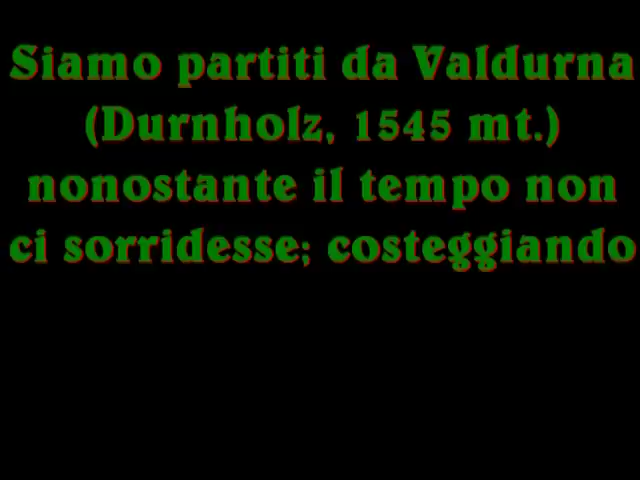 Siamo partiti da Valdurna
(Durnholz, 1545 mt.)
nonostante il tempo non
ci sorridesse; costeggiando